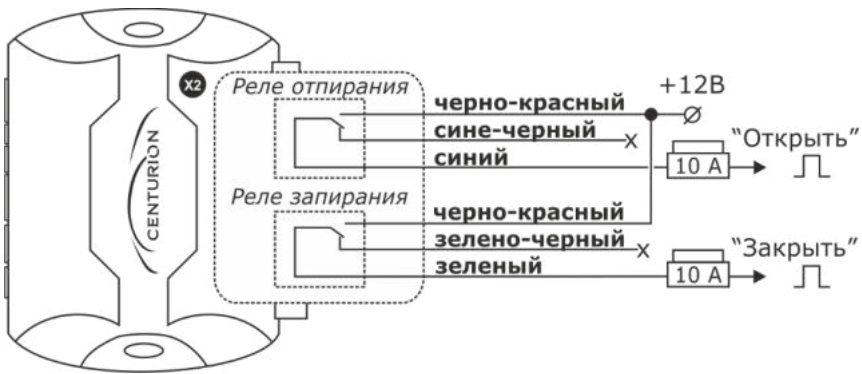 X2
CENTURION
Реле отпирания
черно-красный
+12В
сине-черный
x
синий
10 А
“Открыть”
Реле запирания
черно-красный
зелено-черный
x
зеленый
10 А
“Закрыть”